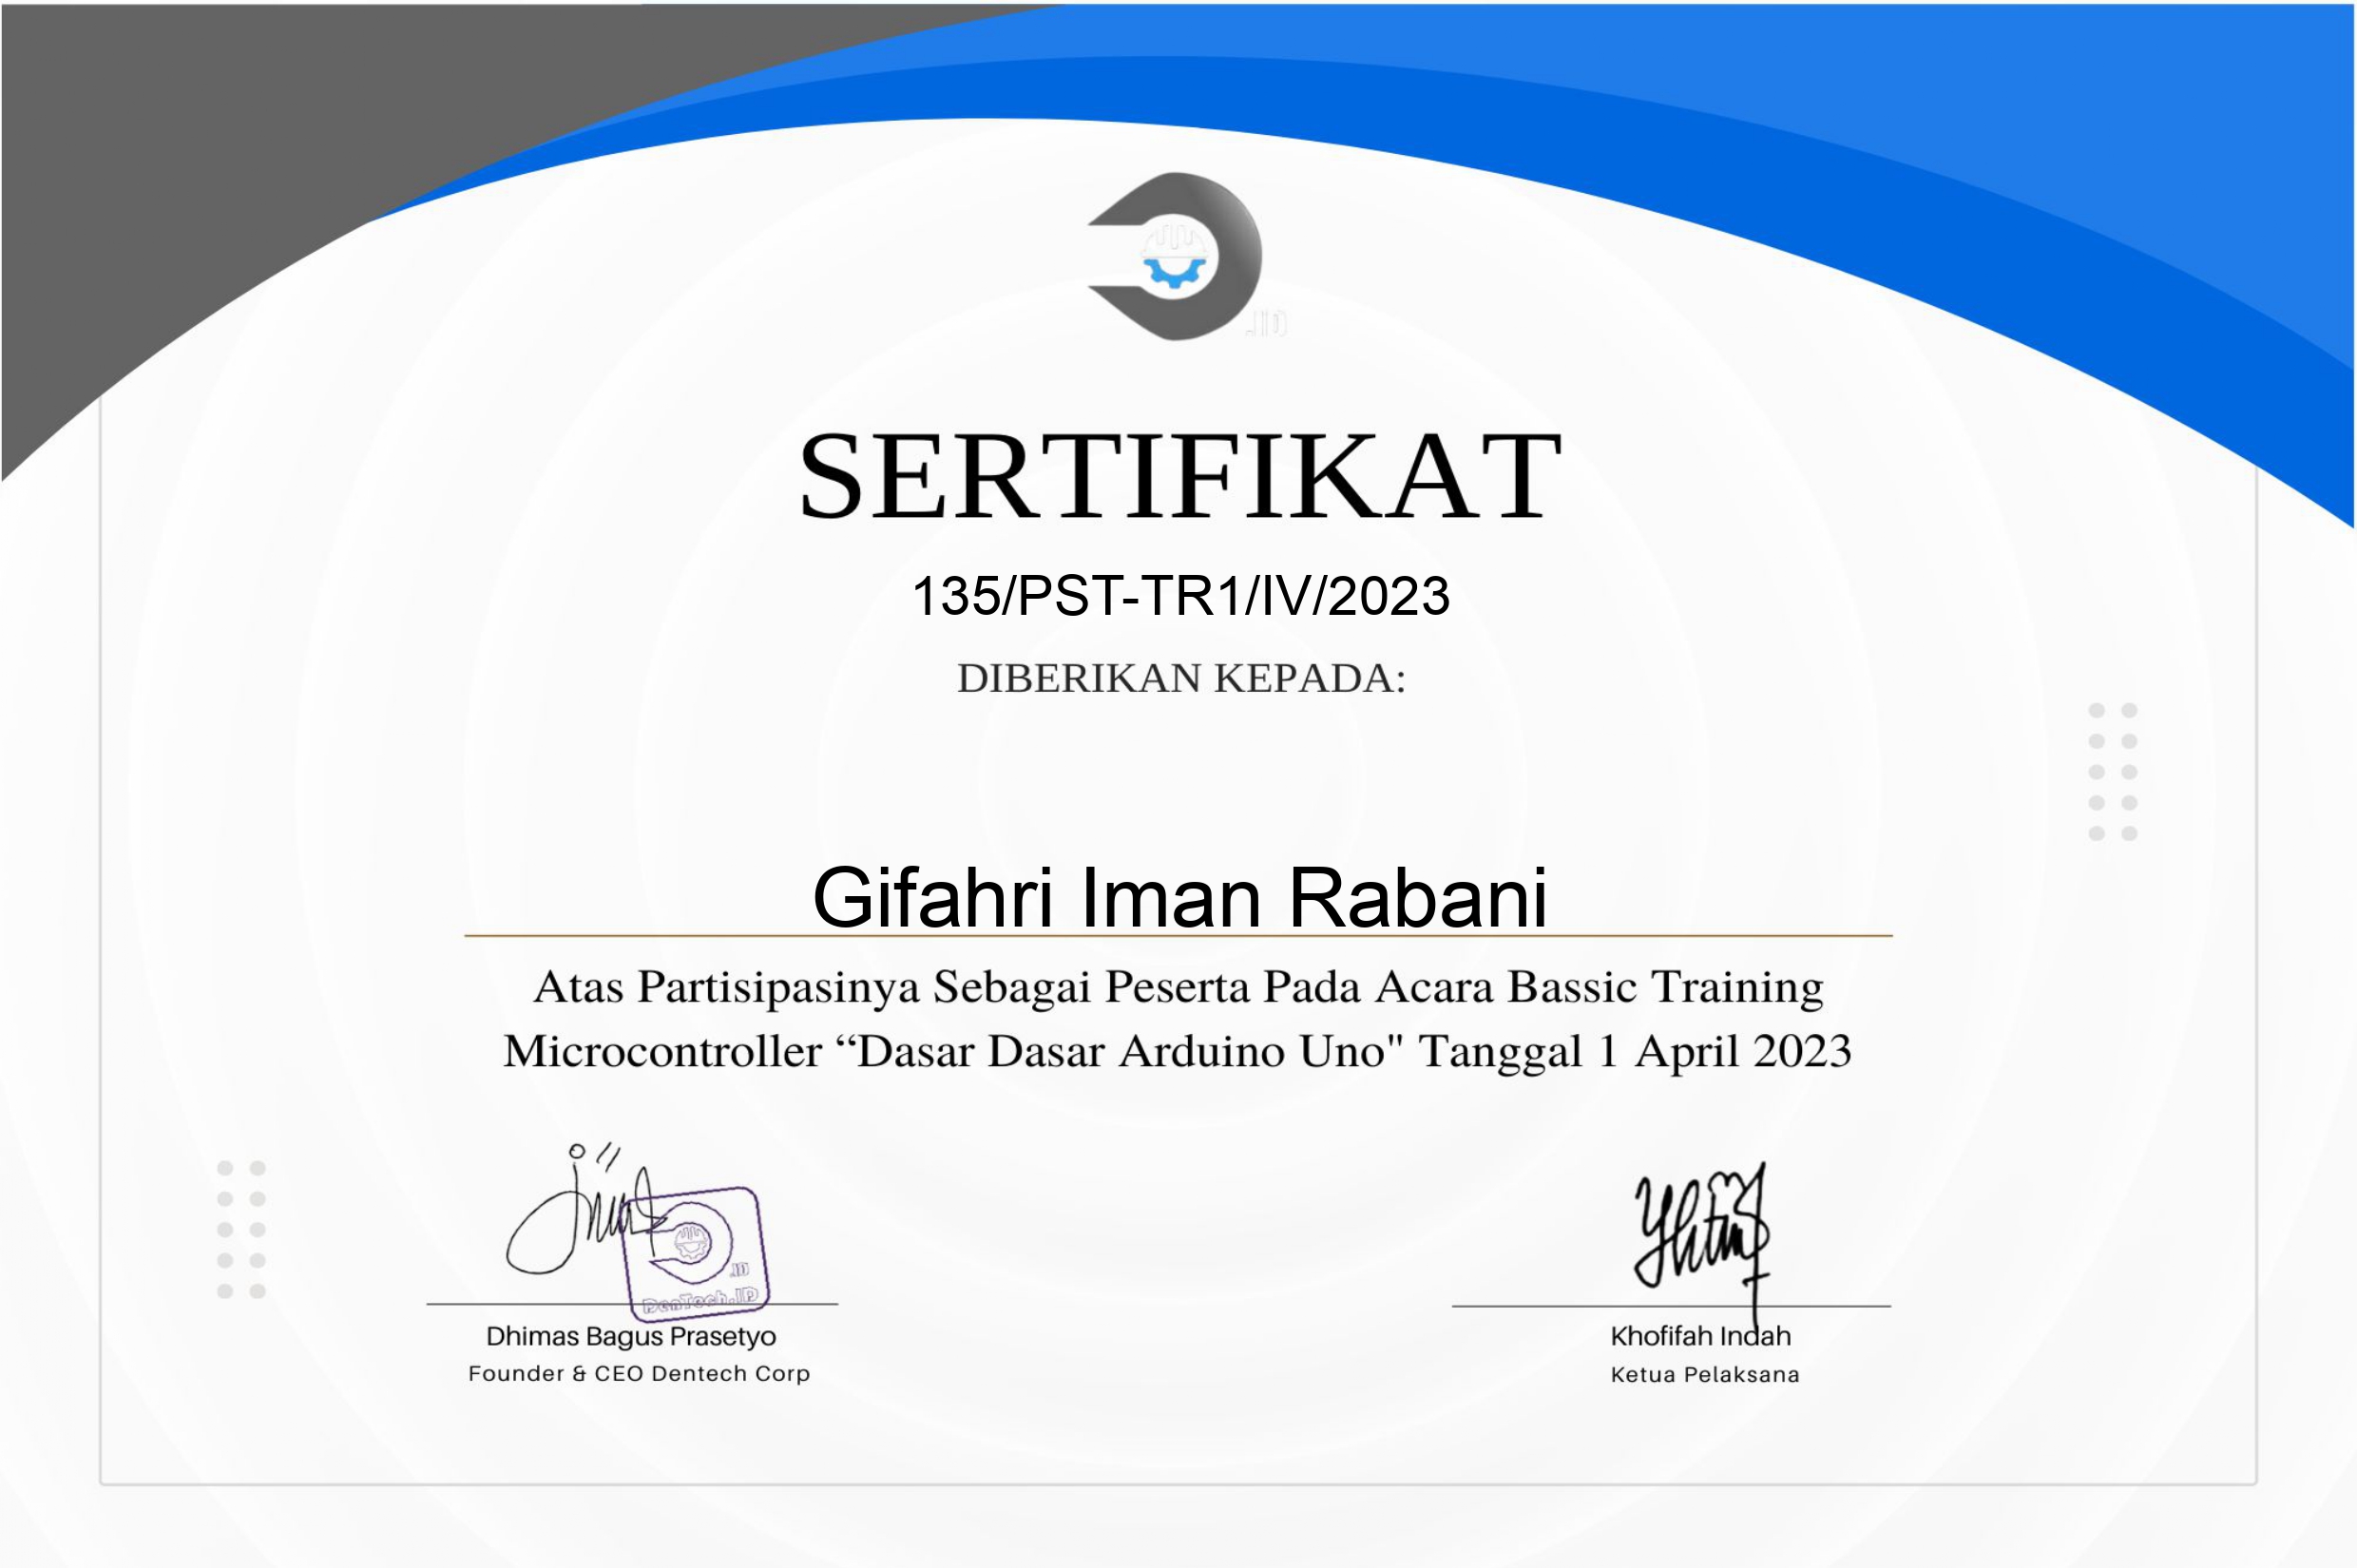 .ID
SERTIFIKAT
135/PST-TR1/IV/2023
DIBERIKAN KEPADA:
Gifahri Iman Rabani
Atas Partisipasinya Sebagai Peserta Pada Acara Bassic Training
Microcontroller “Dasar Dasar Arduino Uno" Tanggal 1 April 2023
.ID
DenTech.ID
Dhimas Bagus Prasetyo
Founder & CEO Dentech Corp
Khofifah Indah
Ketua Pelaksana